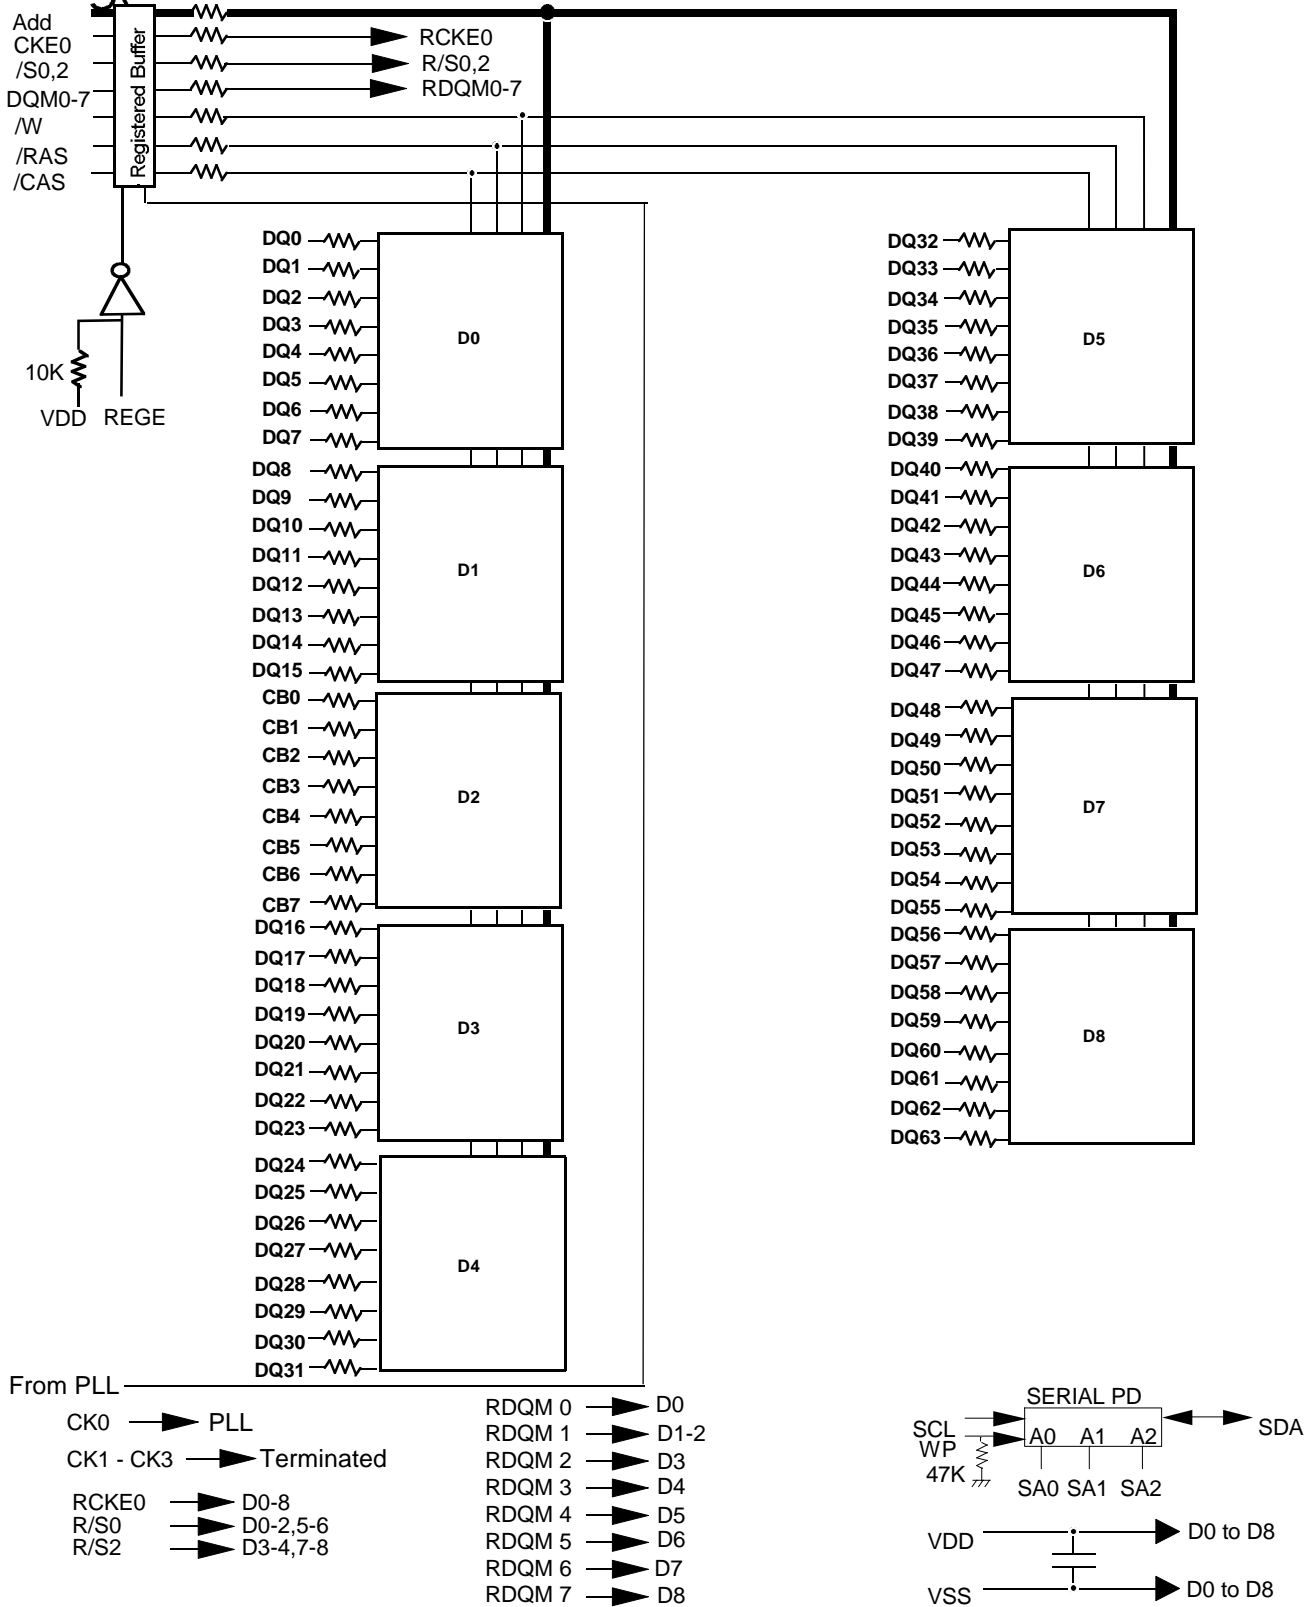 Add
CKE0
/S0,2
DQM0-7
/W
/RAS
/CAS
Registered Buffer
RCKE0
R/S0,2
RDQM0-7
10K
VDD REGE
DQ0
DQ1
DQ2
DQ3
DQ4
DQ5
DQ6
DQ7
D0
DQ8
DQ9
DQ10
DQ11
DQ12
DQ13
DQ14
DQ15
D1
CB0
CB1
CB2
CB3
CB4
CB5
CB6
CB7
D2
DQ16
DQ17
DQ18
DQ19
DQ20
DQ21
DQ22
DQ23
D3
DQ24
DQ25
DQ26
DQ27
DQ28
DQ29
DQ30
DQ31
D4
DQ32
DQ33
DQ34
DQ35
DQ36
DQ37
DQ38
DQ39
D5
DQ40
DQ41
DQ42
DQ43
DQ44
DQ45
DQ46
DQ47
D6
DQ48
DQ49
DQ50
DQ51
DQ52
DQ53
DQ54
DQ55
D7
DQ56
DQ57
DQ58
DQ59
DQ60
DQ61
DQ62
DQ63
D8
From PLL
CK0 PLL
CK1 - CK3 Terminated
RCKE0 D0-8
R/S0 D0-2,5-6
R/S2 D3-4,7-8
RDQM 0 D0
RDQM 1 D1-2
RDQM 2 D3
RDQM 3 D4
RDQM 4 D5
RDQM 5 D6
RDQM 6 D7
RDQM 7 D8
SERIAL PD
SCL
WP
47K
A0 A1 A2
SDA
SA0 SA1 SA2
VDD D0 to D8
VSS D0 to D8